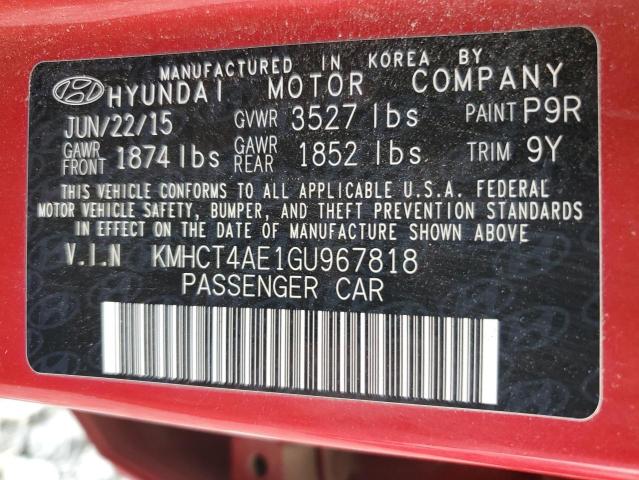 MANUFACTURED IN KOREA BY
HYUNDAI MOTOR COMPANY
JUN/22/15 GVWR 3527 lbs PAINT P9R
GAWR FRONT 1874 lbs GAWR REAR 1852 lbs TRIM 9Y
THIS VEHICLE CONFORMS TO ALL APPLICABLE U.S.A. FEDERAL
MOTOR VEHICLE SAFETY, BUMPER, AND THEFT PREVENTION STANDARDS
IN EFFECT ON THE DATE OF MANUFACTURE SHOWN ABOVE.
V.I.N KMHCT4AE1GU967818
PASSENGER CAR